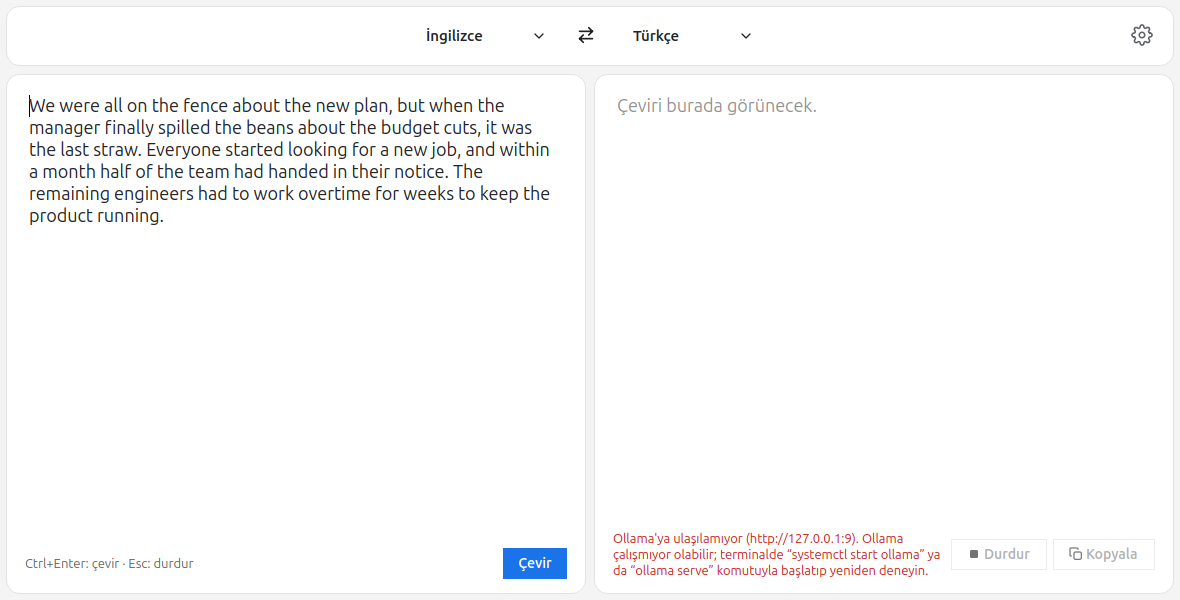 İngilizce
Türkçe
We were all on the fence about the new plan, but when the
manager finally spilled the beans about the budget cuts, it was
the last straw. Everyone started looking for a new job, and within
a month half of the team had handed in their notice. The
remaining engineers had to work overtime for weeks to keep the
product running.
Çeviri burada görünecek.
Ctrl+Enter: çevir · Esc: durdur
Çevir
Ollama'ya ulaşılamıyor (http://127.0.0.1:9). Ollama
çalışmıyor olabilir; terminalde “systemctl start ollama” ya
da “ollama serve” komutuyla başlatıp yeniden deneyin.
Durdur
Kopyala